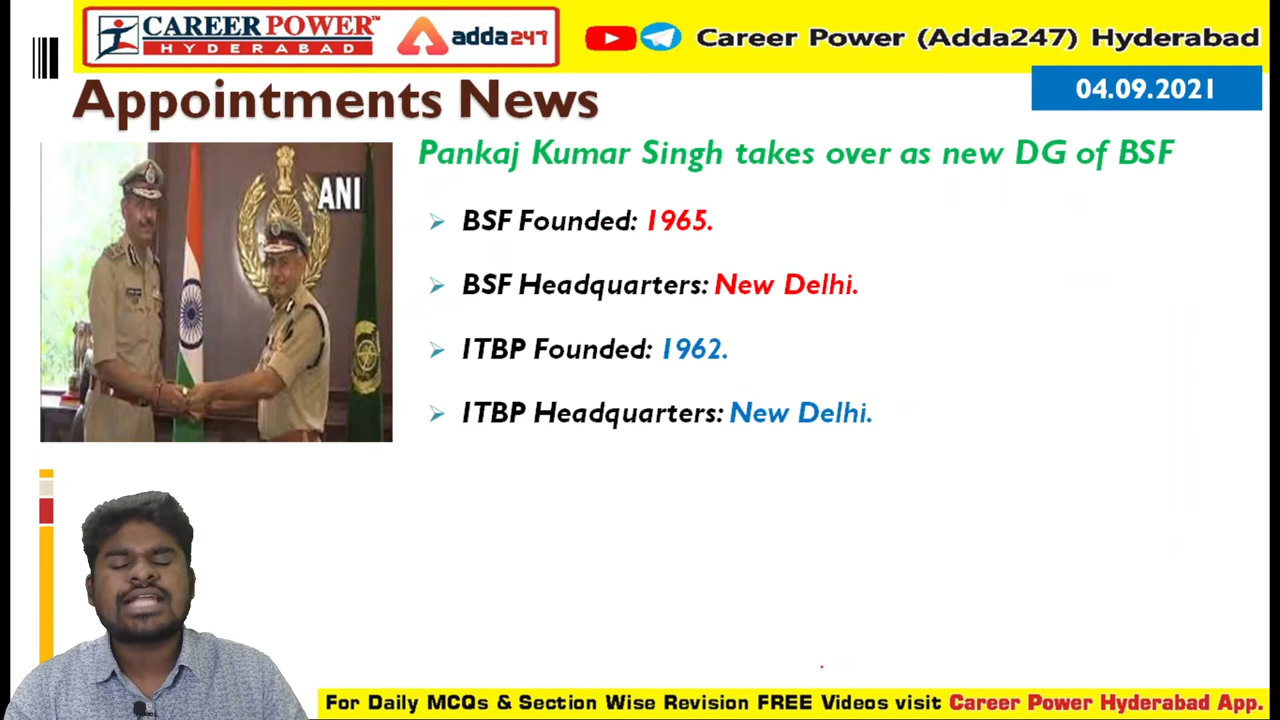 CAREER POWER™
HYDERABAD
adda247
Career Power (Adda247) Hyderabad
Appointments News
04.09.2021
ANI
Pankaj Kumar Singh takes over as new DG of BSF
BSF Founded: 1965.
BSF Headquarters: New Delhi.
ITBP Founded: 1962.
ITBP Headquarters: New Delhi.
For Daily MCQs & Section Wise Revision FREE Videos visit Career Power Hyderabad App.